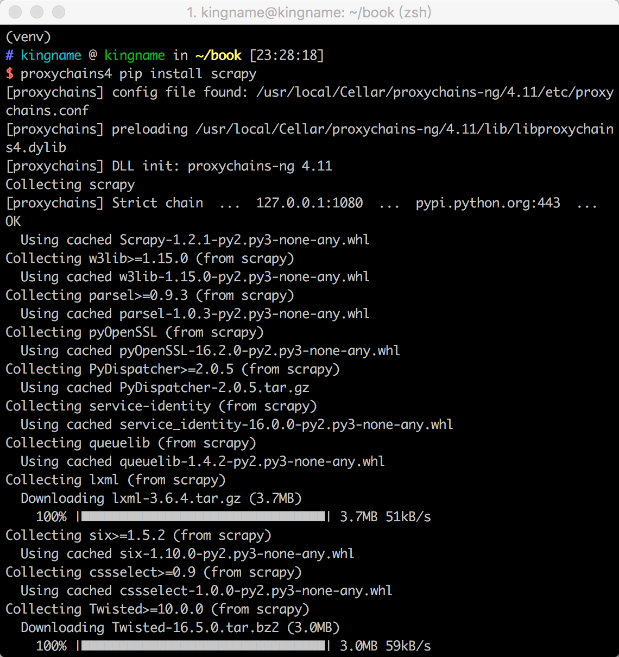 1. kingname@kingname: ~/book (zsh)
(venv)
# kingname @ kingname in ~/book [23:28:18]
$ proxychains4 pip install scrapy
[proxychains] config file found: /usr/local/Cellar/proxychains-ng/4.11/etc/proxy
chains.conf
[proxychains] preloading /usr/local/Cellar/proxychains-ng/4.11/lib/libproxychain
s4.dylib
[proxychains] DLL init: proxychains-ng 4.11
Collecting scrapy
[proxychains] Strict chain  ...  127.0.0.1:1080  ...  pypi.python.org:443  ...
OK
  Using cached Scrapy-1.2.1-py2.py3-none-any.whl
Collecting w3lib>=1.15.0 (from scrapy)
  Using cached w3lib-1.15.0-py2.py3-none-any.whl
Collecting parsel>=0.9.3 (from scrapy)
  Using cached parsel-1.0.3-py2.py3-none-any.whl
Collecting pyOpenSSL (from scrapy)
  Using cached pyOpenSSL-16.2.0-py2.py3-none-any.whl
Collecting PyDispatcher>=2.0.5 (from scrapy)
  Using cached PyDispatcher-2.0.5.tar.gz
Collecting service-identity (from scrapy)
  Using cached service_identity-16.0.0-py2.py3-none-any.whl
Collecting queuelib (from scrapy)
  Using cached queuelib-1.4.2-py2.py3-none-any.whl
Collecting lxml (from scrapy)
  Downloading lxml-3.6.4.tar.gz (3.7MB)
    100% |████████████████████████████████| 3.7MB 51kB/s
Collecting six>=1.5.2 (from scrapy)
  Using cached six-1.10.0-py2.py3-none-any.whl
Collecting cssselect>=0.9 (from scrapy)
  Using cached cssselect-1.0.0-py2.py3-none-any.whl
Collecting Twisted>=10.0.0 (from scrapy)
  Downloading Twisted-16.5.0.tar.bz2 (3.0MB)
    100% |████████████████████████████████| 3.0MB 59kB/s